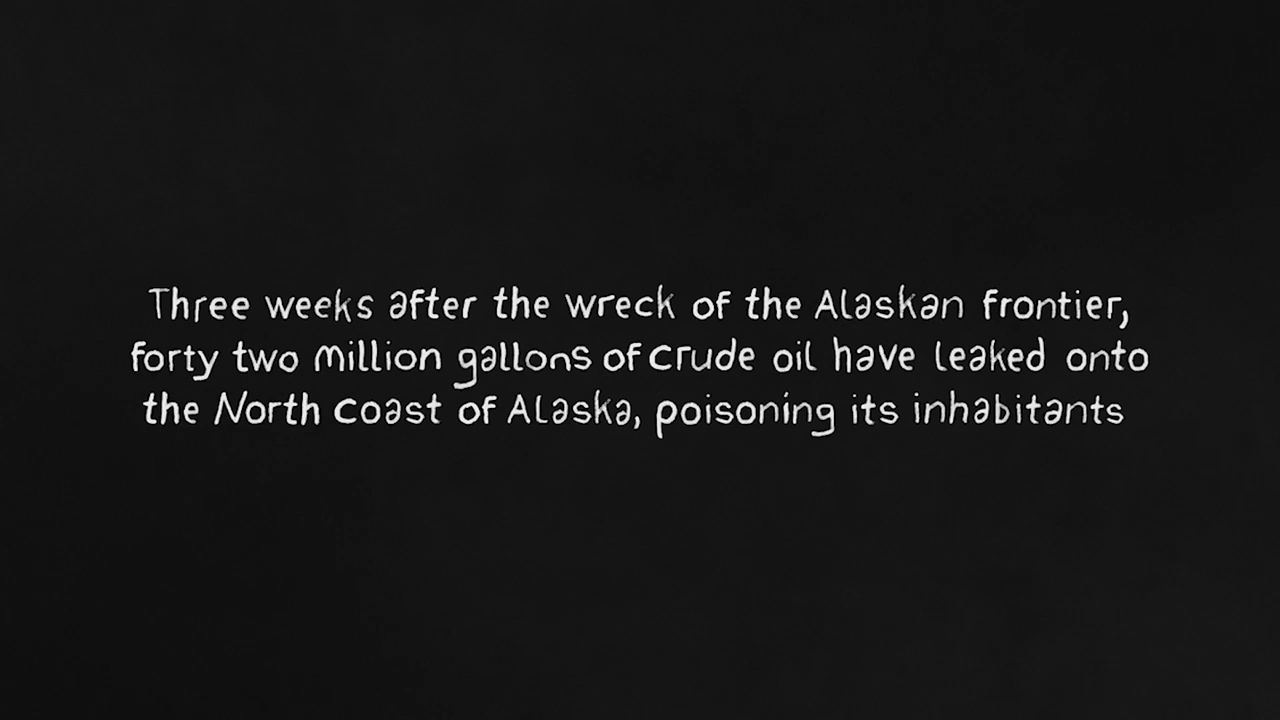 Three weeks after the wreck of the Alaskan frontier,
forty two million gallons of crude oil have leaked onto
the North Coast of Alaska, poisoning its inhabitants